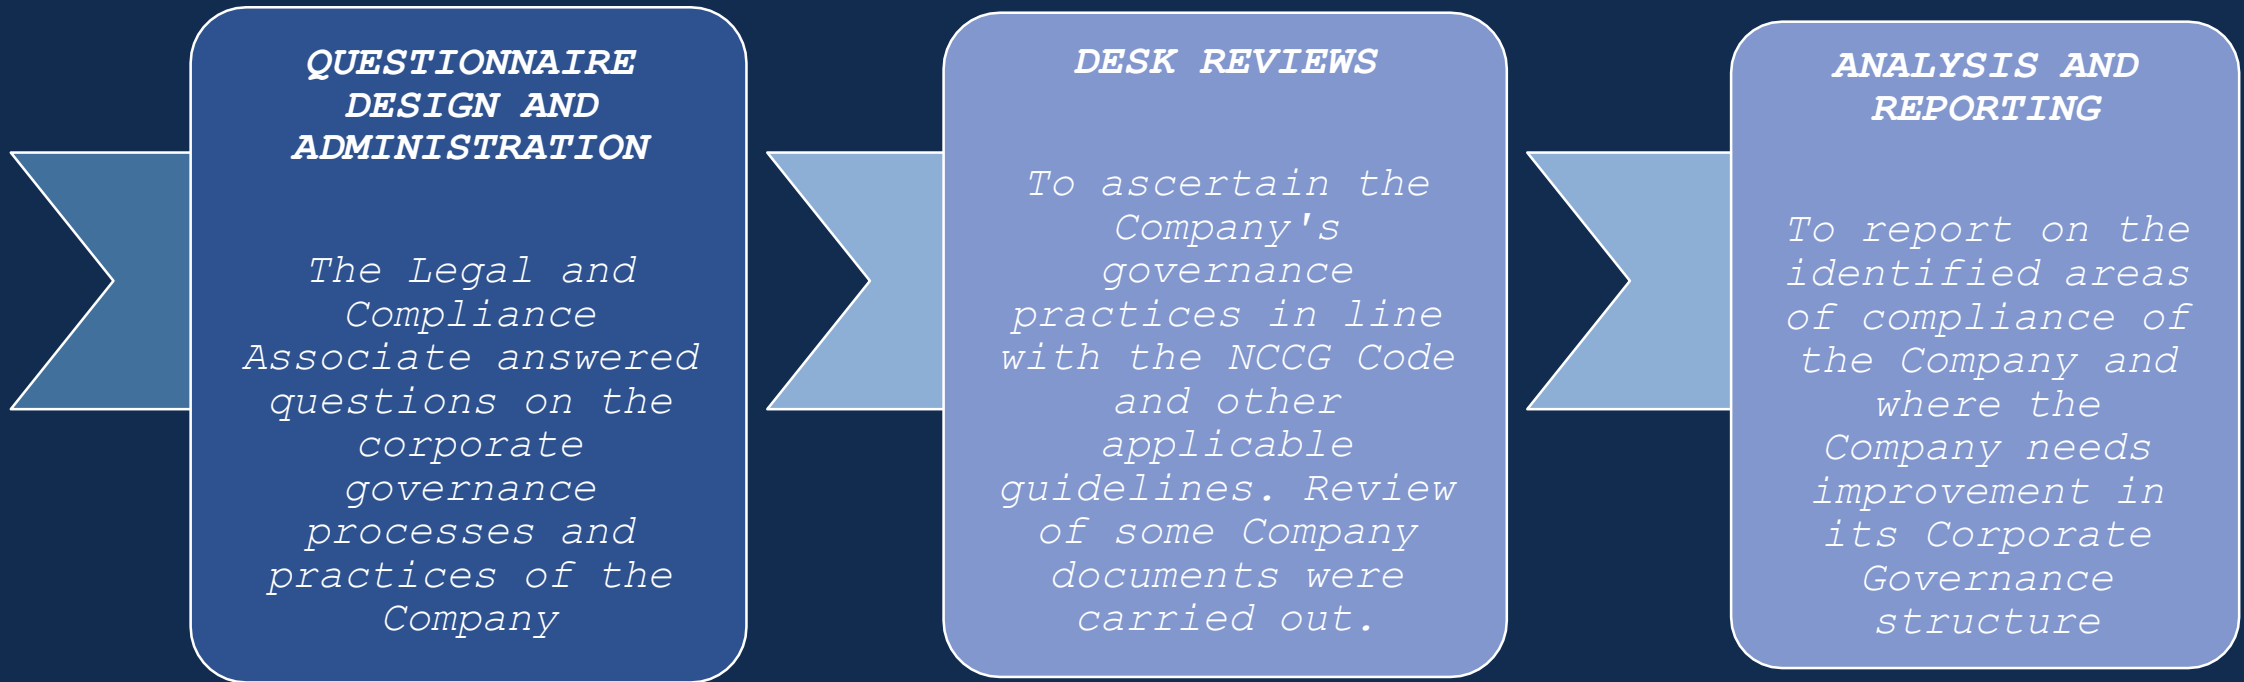 QUESTIONNAIRE
DESIGN AND
ADMINISTRATION
The Legal and
Compliance
Associate answered
questions on the
corporate
governance
processes and
practices of the
Company
DESK REVIEWS
To ascertain the
Company's
governance
practices in line
with the NCCG Code
and other
applicable
guidelines. Review
of some Company
documents were
carried out.
ANALYSIS AND
REPORTING
To report on the
identified areas
of compliance of
the Company and
where the
Company needs
improvement in
its Corporate
Governance
structure